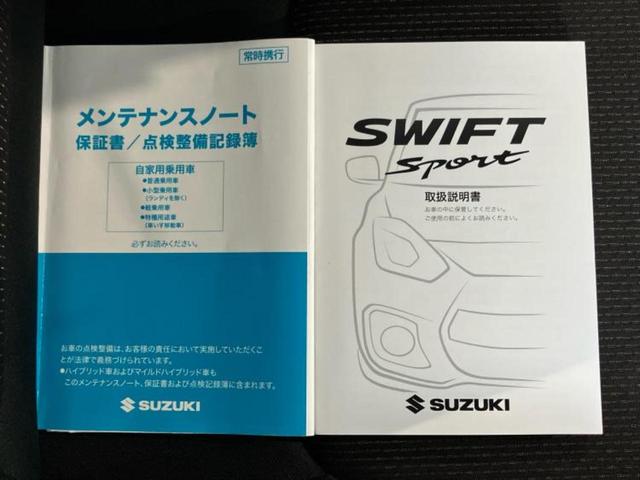 常時携行
メンテナンスノート
保証書/点検整備記録簿
自家用乗用車
●普通乗用車
●小型乗用車
(ランディを除く)
●軽乗用車
●特種用途車
(車いす移動車)
必ずお読みください。
お車の点検整備は、お客様の責任において実施していただくこ
とが法律で義務づけられています。
●ハイブリッド車およびマイルドハイブリッド車も
このメンテナンスノート、保証書および点検記録簿に含まれます。
SUZUKI
SWIFT
Sport
取扱説明書
お車の中に保管してください。
ご使用の前によくお読みください。
SUZUKI